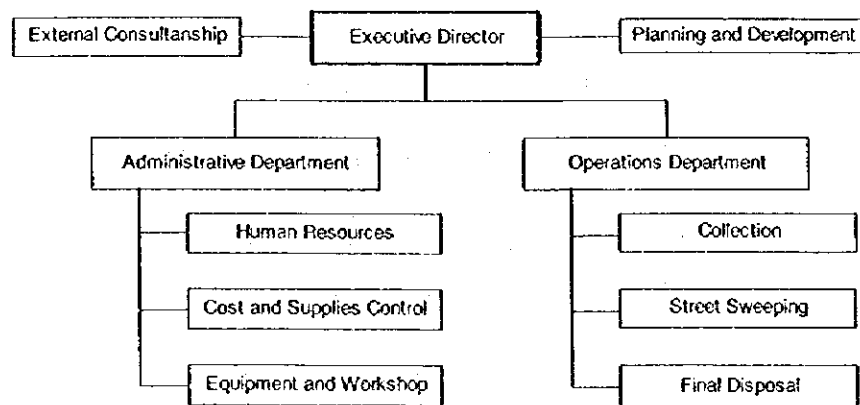 External Consultanship
Executive Director
Planning and Development
Administrative Department
Operations Department
Human Resources
Collection
Cost and Supplies Control
Street Sweeping
Equipment and Workshop
Final Disposal